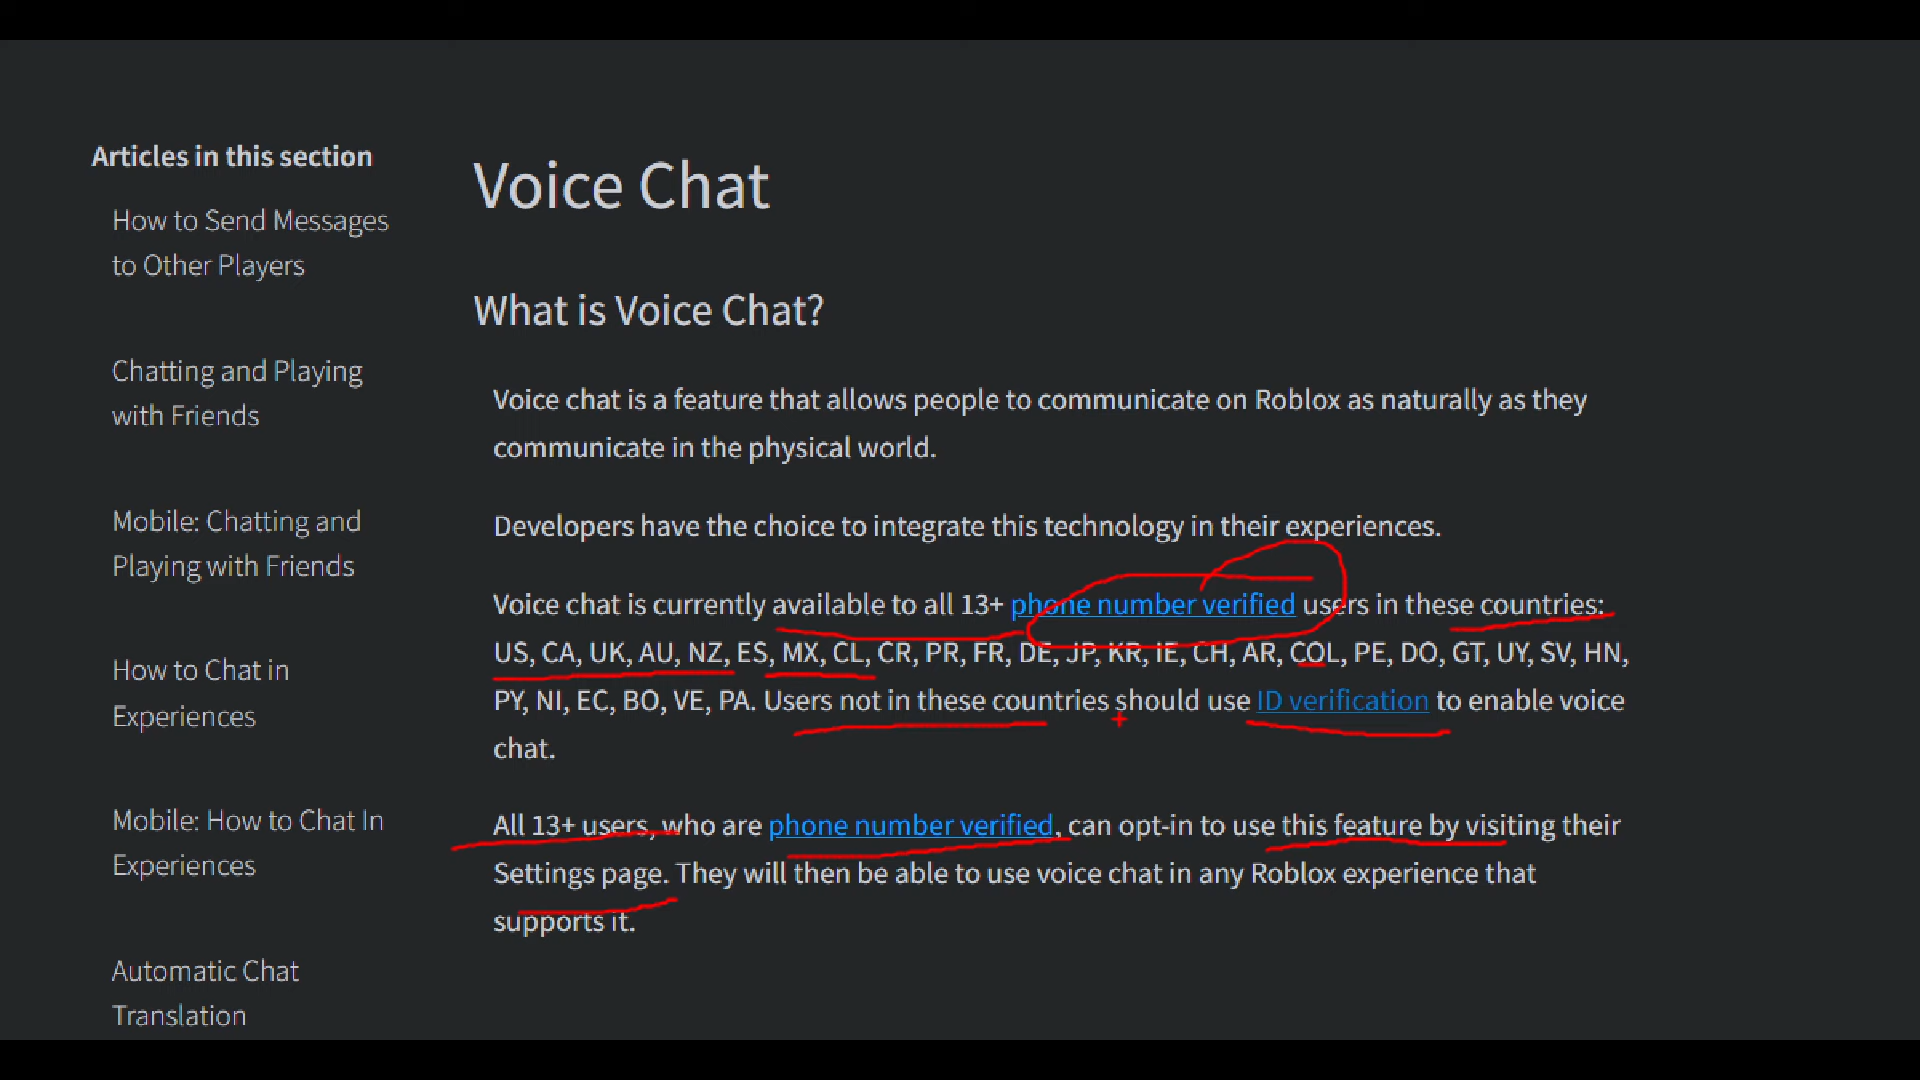 Articles in this section
How to Send Messages
to Other Players
Chatting and Playing
with Friends
Mobile: Chatting and
Playing with Friends
How to Chat in
Experiences
Mobile: How to Chat In
Experiences
Automatic Chat
Translation
Voice Chat
What is Voice Chat?
Voice chat is a feature that allows people to communicate on Roblox as naturally as they
communicate in the physical world.
Developers have the choice to integrate this technology in their experiences.
Voice chat is currently available to all 13+ phone number verified users in these countries:
US, CA, UK, AU, NZ, ES, MX, CL, CR, PR, FR, DE, JP, KR, IE, CH, AR, COL, PE, DO, GT, UY, SV, HN,
PY, NI, EC, BO, VE, PA. Users not in these countries should use ID verification to enable voice
chat.
All 13+ users, who are phone number verified, can opt-in to use this feature by visiting their
Settings page. They will then be able to use voice chat in any Roblox experience that
supports it.